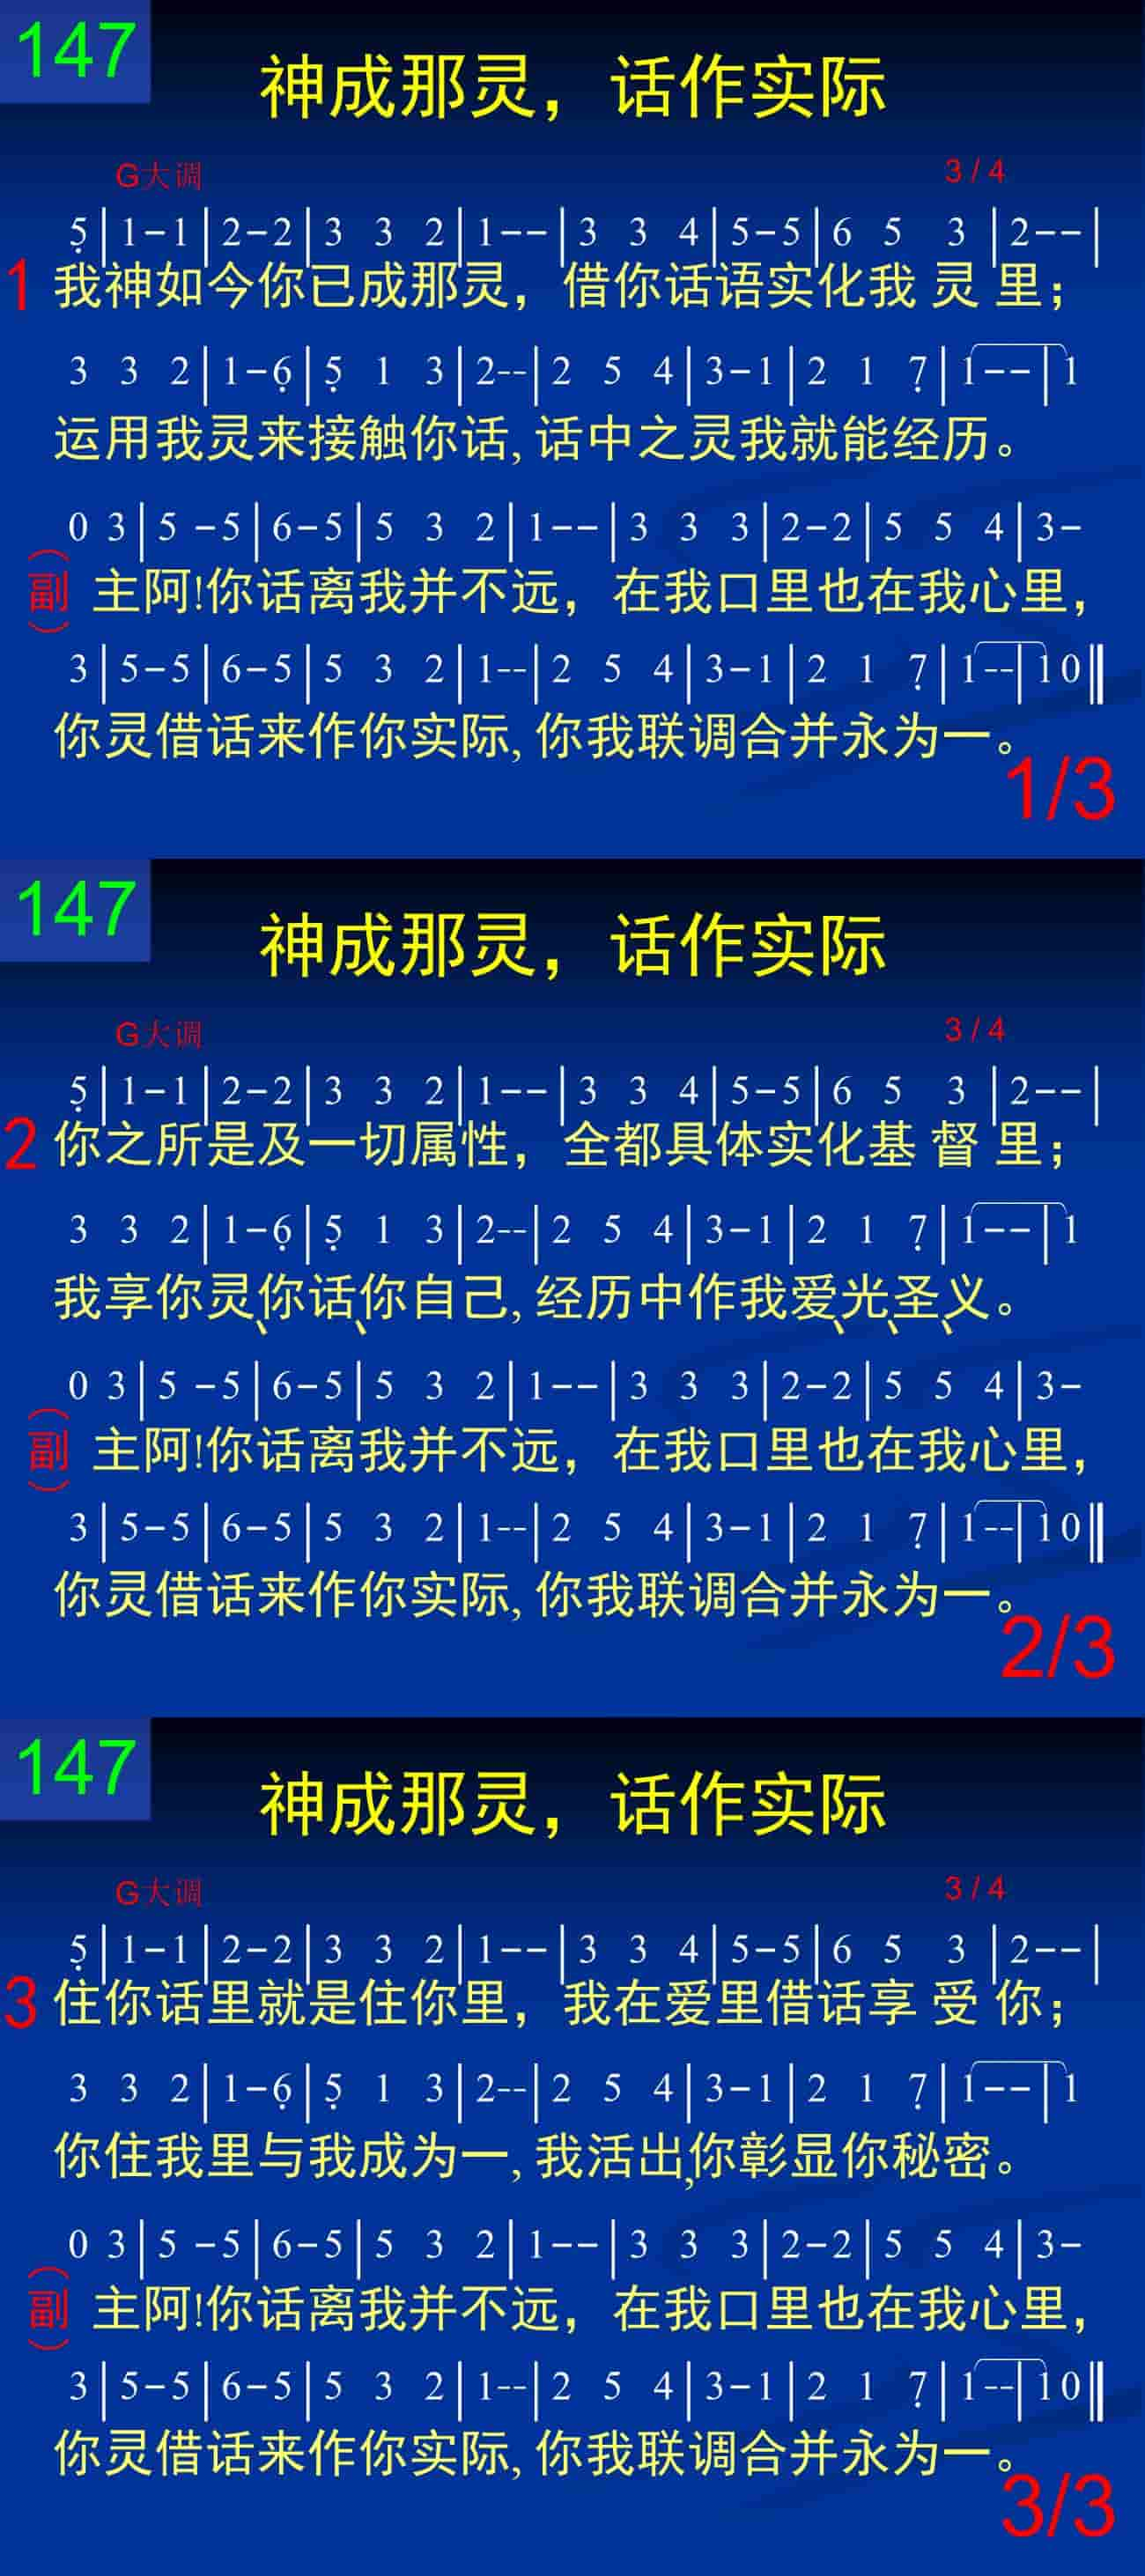 147
神成那灵，话作实际
G大调 3/4
5̣|1-1|2-2|3 3 2|1--|3 3 4|5-5|6 5 3|2--|
1 我神如今你已成那灵，借你话语实化我灵里；
3 3 2|1-6̣|5̣ 1 3|2--|2 5 4|3-1|2 1 7̣|1--|1
运用我灵来接触你话,话中之灵我就能经历。
0 3|5 -5|6-5|5 3 2|1--|3 3 3|2-2|5 5 4|3-
（副）主阿!你话离我并不远，在我口里也在我心里，
3|5-5|6-5|5 3 2|1--|2 5 4|3-1|2 1 7̣|1--|10‖
你灵借话来作你实际,你我联调合并永为一。
1/3
147
神成那灵，话作实际
G大调 3/4
5̣|1-1|2-2|3 3 2|1--|3 3 4|5-5|6 5 3|2--|
2 你之所是及一切属性，全都具体实化基督里；
3 3 2|1-6̣|5̣ 1 3|2--|2 5 4|3-1|2 1 7̣|1--|1
我享你灵、你话、你自己,经历中作我爱、光、圣、义。
0 3|5 -5|6-5|5 3 2|1--|3 3 3|2-2|5 5 4|3-
（副）主阿!你话离我并不远，在我口里也在我心里，
3|5-5|6-5|5 3 2|1--|2 5 4|3-1|2 1 7̣|1--|10‖
你灵借话来作你实际,你我联调合并永为一。
2/3
147
神成那灵，话作实际
G大调 3/4
5̣|1-1|2-2|3 3 2|1--|3 3 4|5-5|6 5 3|2--|
3 住你话里就是住你里，我在爱里借话享受你；
3 3 2|1-6̣|5̣ 1 3|2--|2 5 4|3-1|2 1 7̣|1--|1
你住我里与我成为一,我活出,你彰显你秘密。
0 3|5 -5|6-5|5 3 2|1--|3 3 3|2-2|5 5 4|3-
（副）主阿!你话离我并不远，在我口里也在我心里，
3|5-5|6-5|5 3 2|1--|2 5 4|3-1|2 1 7̣|1--|10‖
你灵借话来作你实际,你我联调合并永为一。
3/3